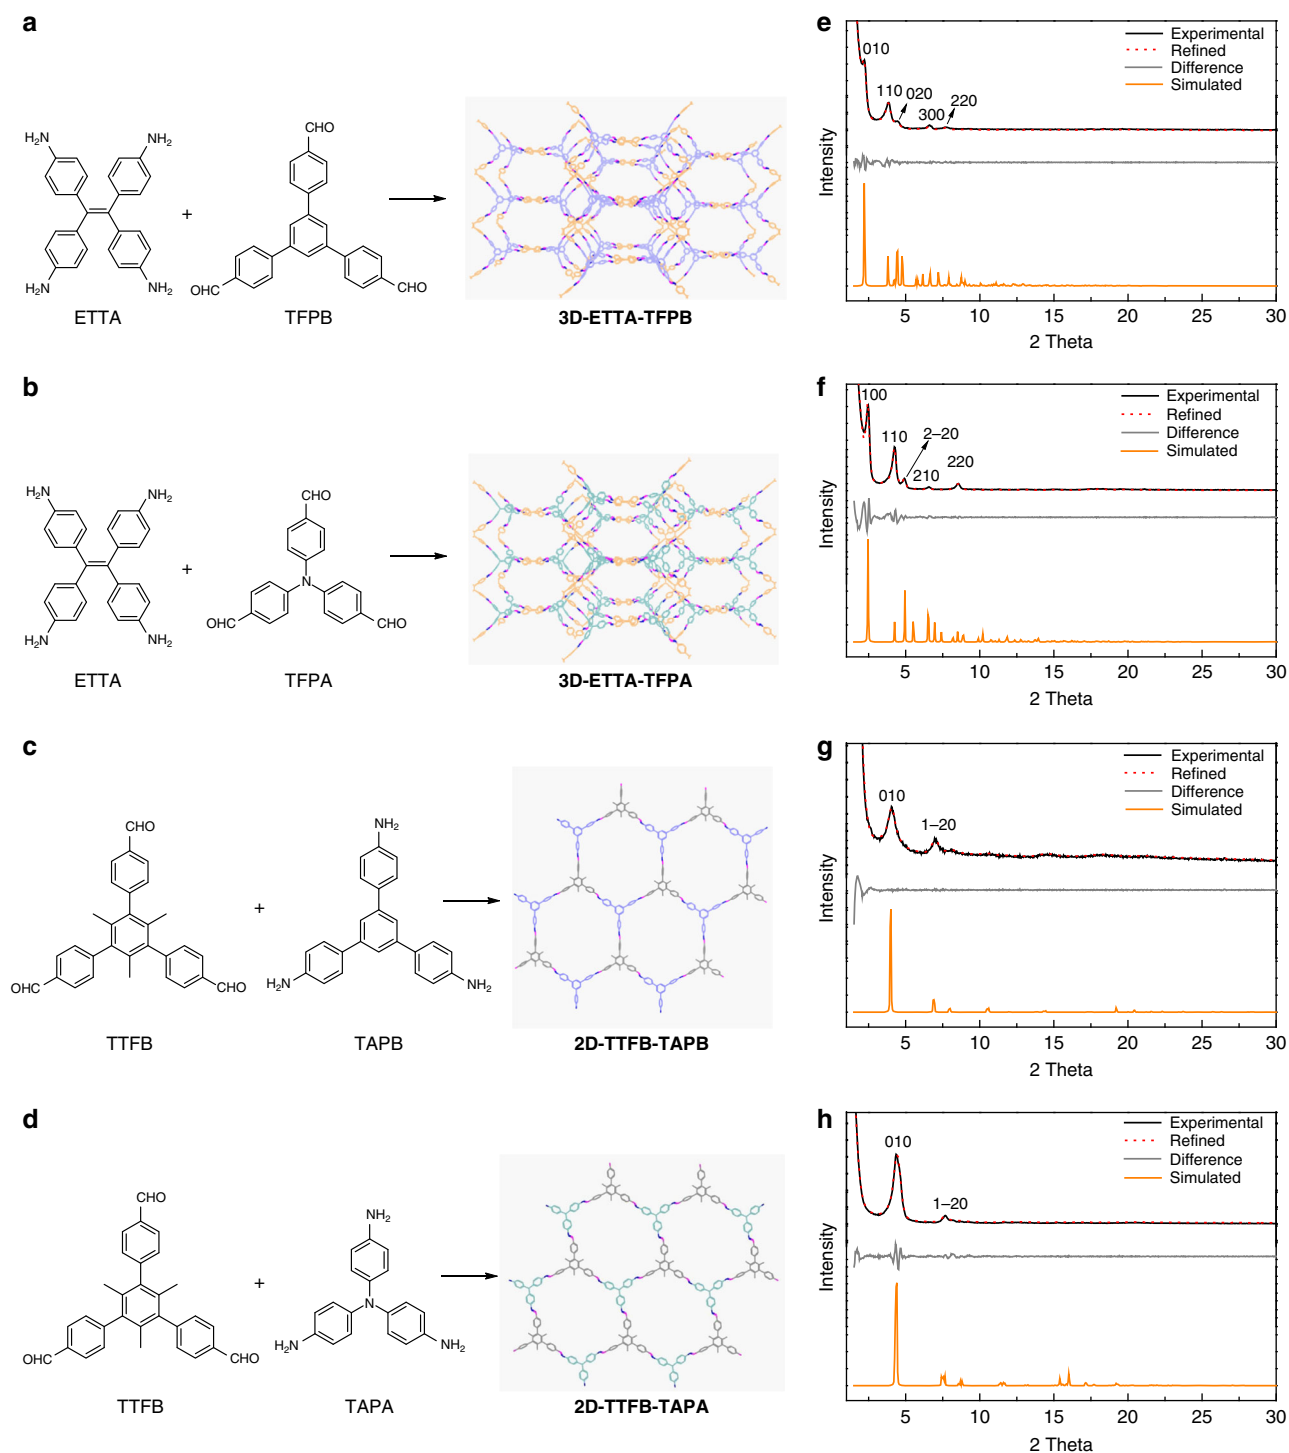 a
H2N
NH2
H2N
NH2
ETTA
+
CHO
OHC
CHO
TFPB
3D-ETTA-TFPB
e
Experimental
Refined
Difference
Simulated
010
110
020
300
220
Intensity
5
10
15
20
25
30
2 Theta
b
H2N
NH2
H2N
NH2
ETTA
+
CHO
N
OHC
CHO
TFPA
3D-ETTA-TFPA
f
Experimental
Refined
Difference
Simulated
100
110
2–20
210
220
Intensity
5
10
15
20
25
30
2 Theta
c
CHO
OHC
CHO
TTFB
+
NH2
H2N
NH2
TAPB
2D-TTFB-TAPB
g
Experimental
Refined
Difference
Simulated
010
1–20
Intensity
5
10
15
20
25
30
2 Theta
d
CHO
OHC
CHO
TTFB
+
NH2
N
H2N
NH2
TAPA
2D-TTFB-TAPA
h
Experimental
Refined
Difference
Simulated
010
1–20
Intensity
5
10
15
20
25
30
2 Theta